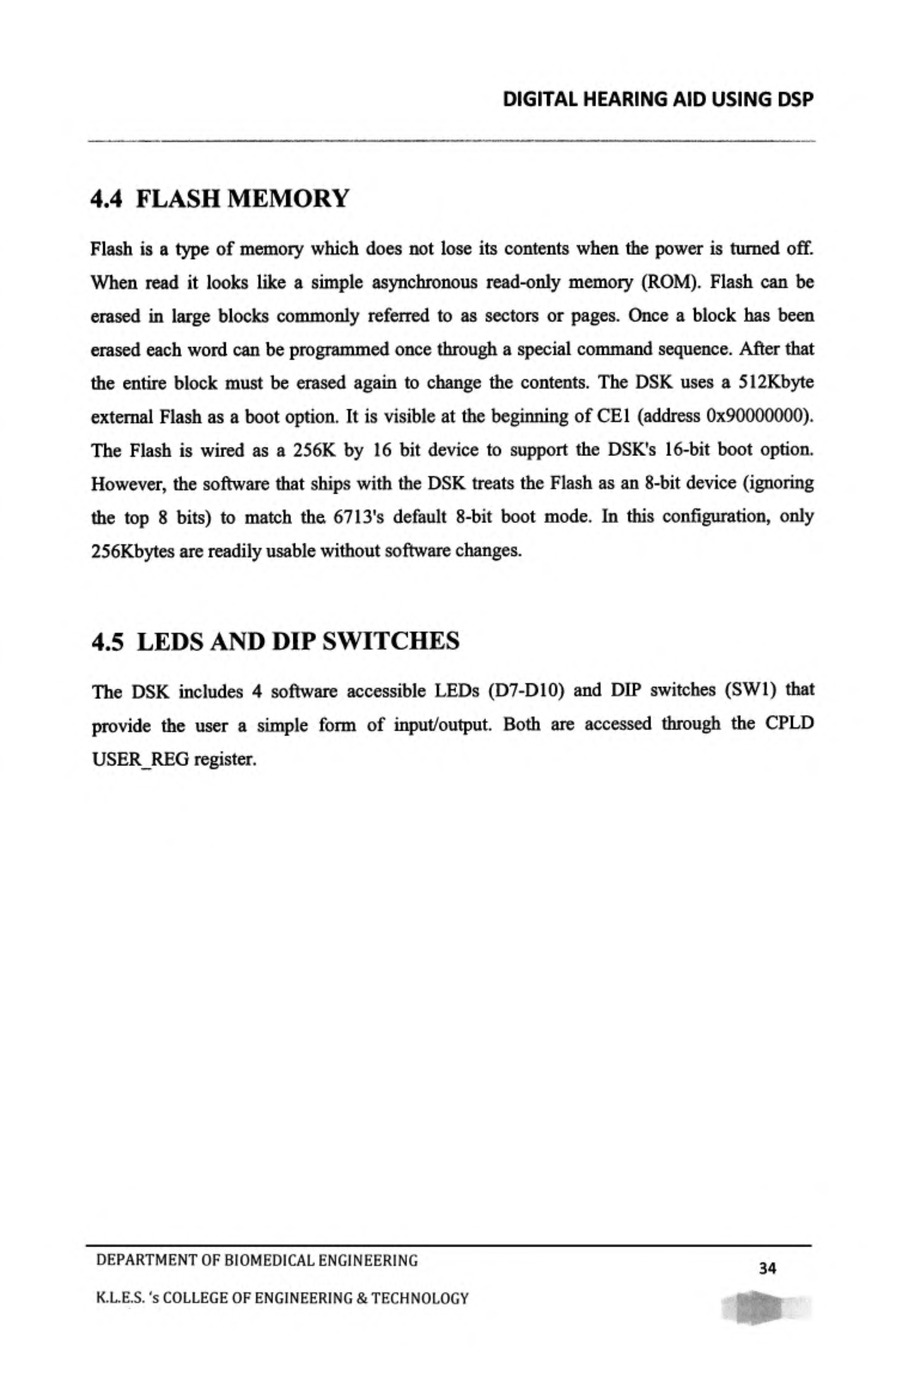 DIGITAL HEARING AID USING DSP
4.4 FLASH MEMORY
Flash is a type of memory which does not lose its contents when the power is turned off.
When read it looks like a simple asynchronous read-only memory (ROM). Flash can be
erased in large blocks commonly referred to as sectors or pages. Once a block has been
erased each word can be programmed once through a special command sequence. After that
the entire block must be erased again to change the contents. The DSK uses a 512Kbyte
external Flash as a boot option. It is visible at the beginning of CE1 (address 0x90000000).
The Flash is wired as a 256K by 16 bit device to support the DSK's 16-bit boot option.
However, the software that ships with the DSK treats the Flash as an 8-bit device (ignoring
the top 8 bits) to match the 6713's default 8-bit boot mode. In this configuration, only
256Kbytes are readily usable without software changes.
4.5 LEDS AND DIP SWITCHES
The DSK includes 4 software accessible LEDs (D7-D10) and DIP switches (SW1) that
provide the user a simple form of input/output. Both are accessed through the CPLD
USER_REG register.
DEPARTMENT OF BIOMEDICAL ENGINEERING
34
K.L.E.S. 's COLLEGE OF ENGINEERING & TECHNOLOGY